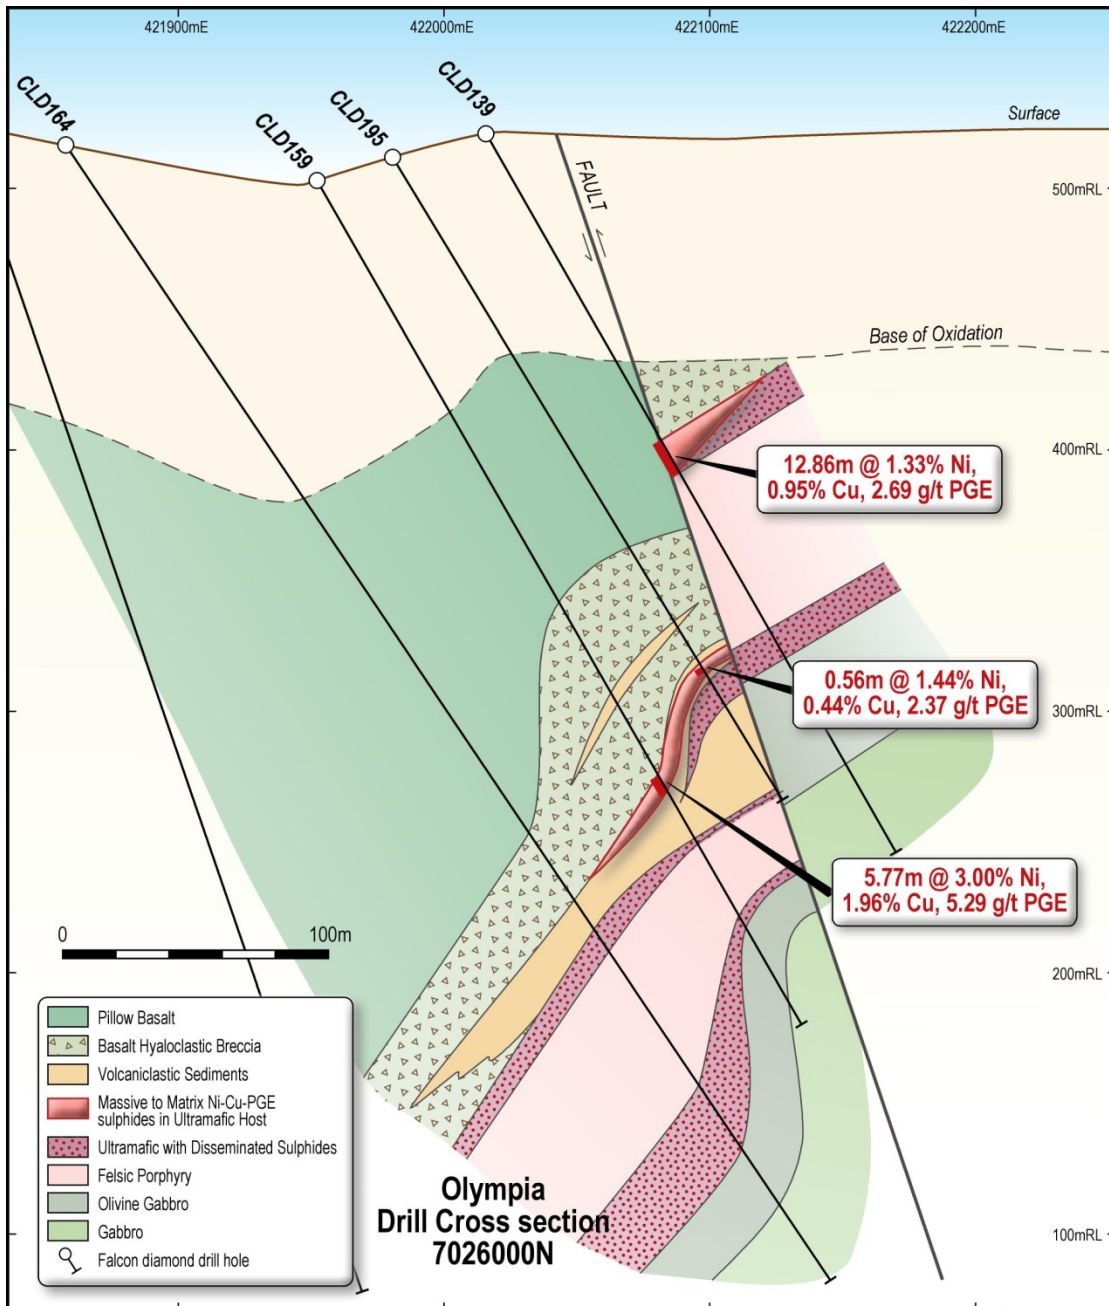 421900mE
422000mE
422100mE
422200mE
CLD164
CLD159
CLD195
CLD139
Surface
FAULT
500mRL
Base of Oxidation
400mRL
12.86m @ 1.33% Ni,
0.95% Cu, 2.69 g/t PGE
0.56m @ 1.44% Ni,
0.44% Cu, 2.37 g/t PGE
300mRL
5.77m @ 3.00% Ni,
1.96% Cu, 5.29 g/t PGE
0
100m
200mRL
Pillow Basalt
Basalt Hyaloclastic Breccia
Volcaniclastic Sediments
Massive to Matrix Ni-Cu-PGE
sulphides in Ultramafic Host
Ultramafic with Disseminated Sulphides
Felsic Porphyry
Olivine Gabbro
Gabbro
Falcon diamond drill hole
Olympia
Drill Cross section
7026000N
100mRL